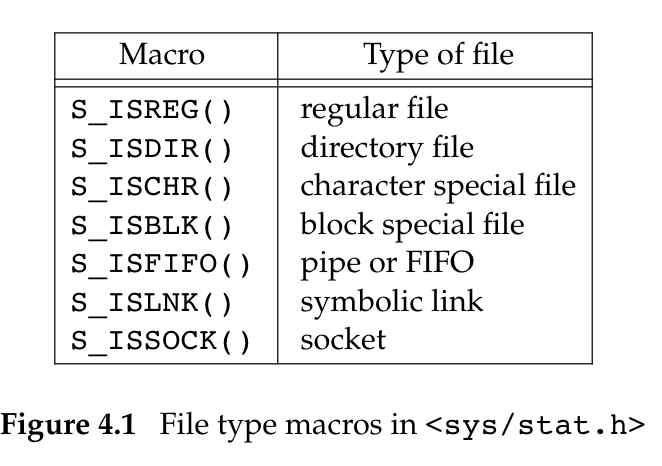 Macro Type of file
S_ISREG() regular file
S_ISDIR() directory file
S_ISCHR() character special file
S_ISBLK() block special file
S_ISFIFO() pipe or FIFO
S_ISLNK() symbolic link
S_ISSOCK() socket
Figure 4.1 File type macros in <sys/stat.h>